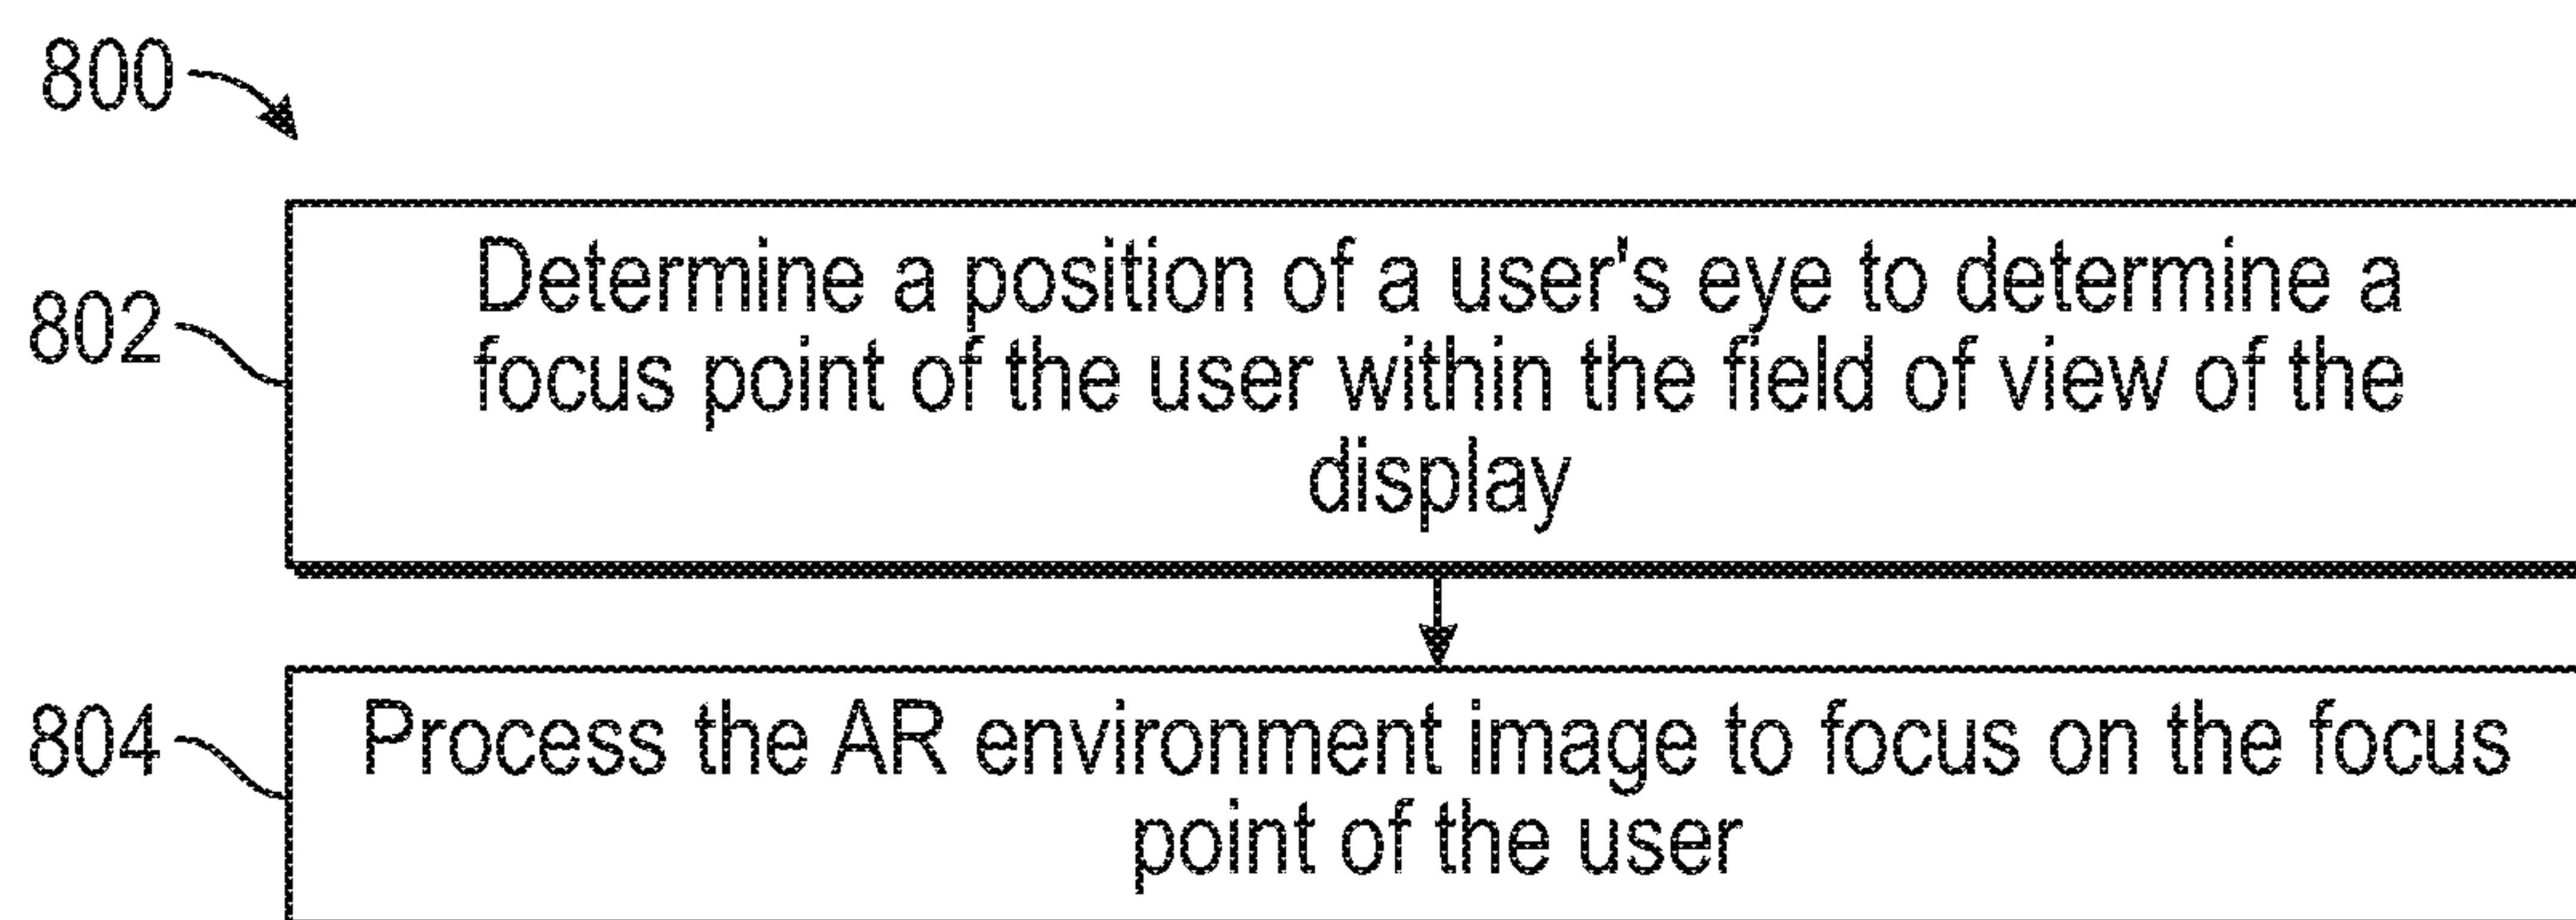 800
802
Determine a position of a user's eye to determine a
focus point of the user within the field of view of the
display
804
Process the AR environment image to focus on the focus
point of the user